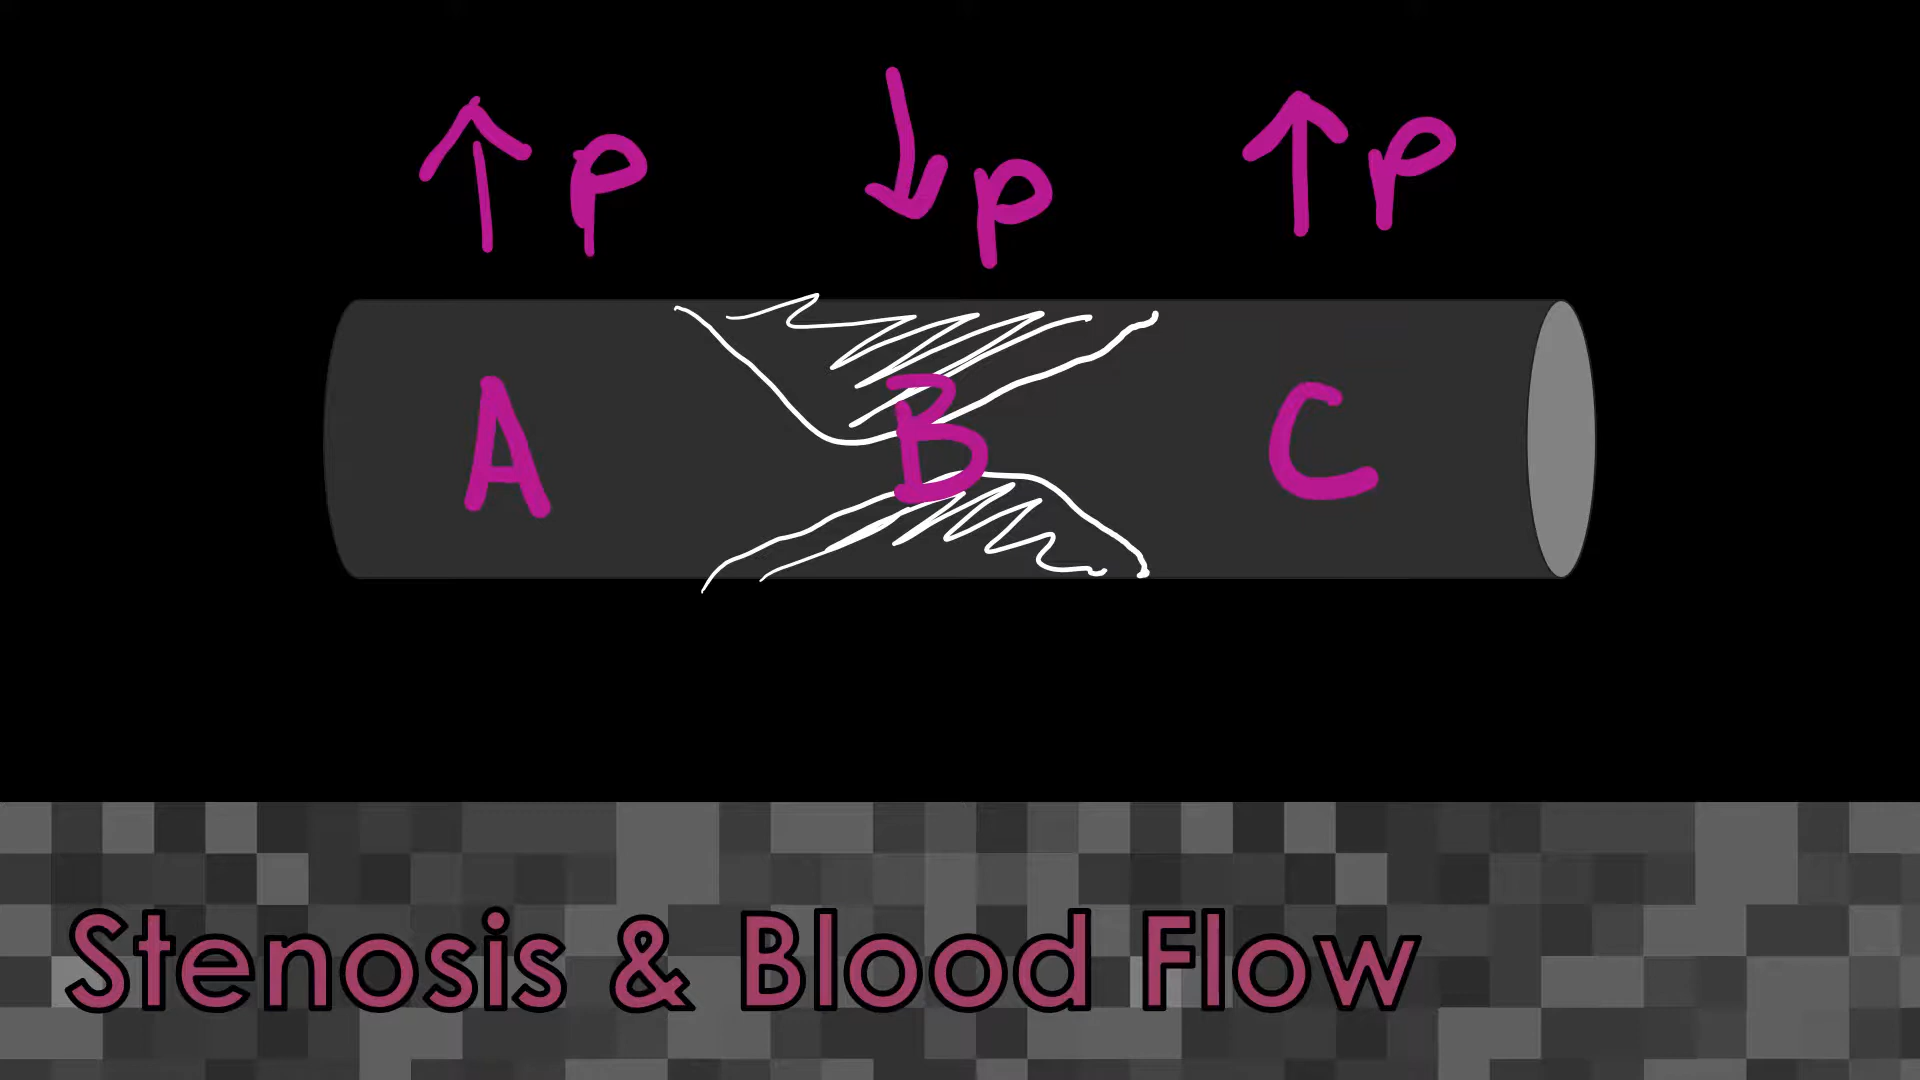 ↑ P ↓ P ↑ P
A B C
Stenosis & Blood Flow